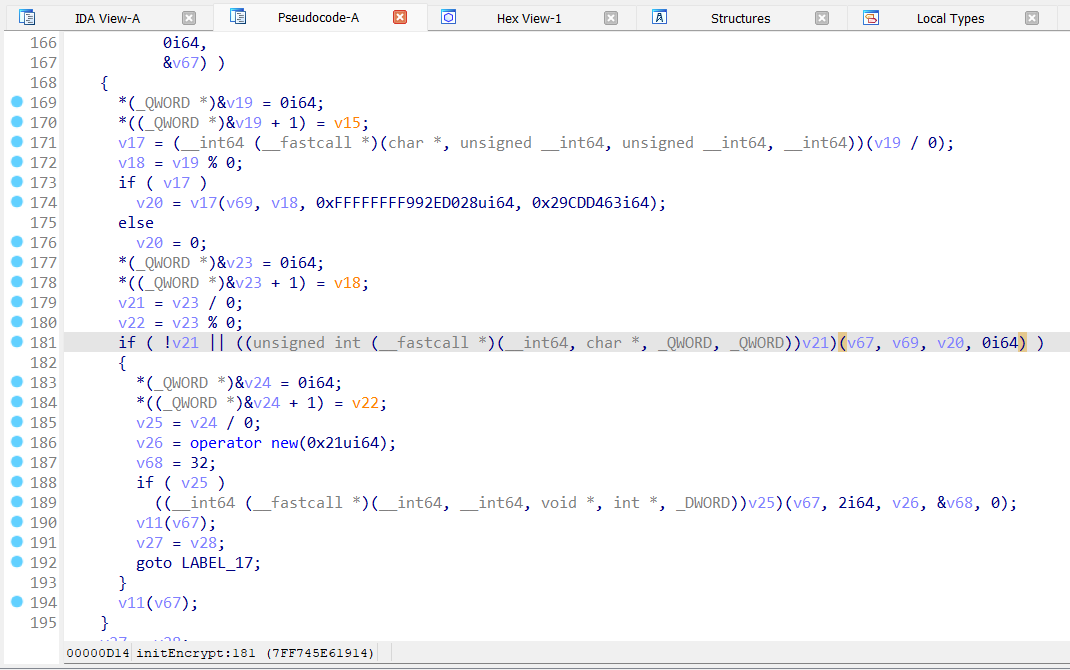 IDA View-A Pseudocode-A Hex View-1 Structures Local Types
166 0i64,
167 &v67) )
168 {
169 *(_QWORD *)&v19 = 0i64;
170 *((_QWORD *)&v19 + 1) = v15;
171 v17 = (__int64 (__fastcall *)(char *, unsigned __int64, unsigned __int64, __int64))(v19 / 0);
172 v18 = v19 % 0;
173 if ( v17 )
174 v20 = v17(v69, v18, 0xFFFFFFFF992ED028ui64, 0x29CDD463i64);
175 else
176 v20 = 0;
177 *(_QWORD *)&v23 = 0i64;
178 *((_QWORD *)&v23 + 1) = v18;
179 v21 = v23 / 0;
180 v22 = v23 % 0;
181 if ( !v21 || ((unsigned int (__fastcall *)(__int64, char *, _QWORD, _QWORD))v21)(v67, v69, v20, 0i64) )
182 {
183 *(_QWORD *)&v24 = 0i64;
184 *((_QWORD *)&v24 + 1) = v22;
185 v25 = v24 / 0;
186 v26 = operator new(0x21ui64);
187 v68 = 32;
188 if ( v25 )
189 ((__int64 (__fastcall *)(__int64, __int64, void *, int *, _DWORD))v25)(v67, 2i64, v26, &v68, 0);
190 v11(v67);
191 v27 = v28;
192 goto LABEL_17;
193 }
194 v11(v67);
195 }
00000D14 initEncrypt:181 (7FF745E61914)